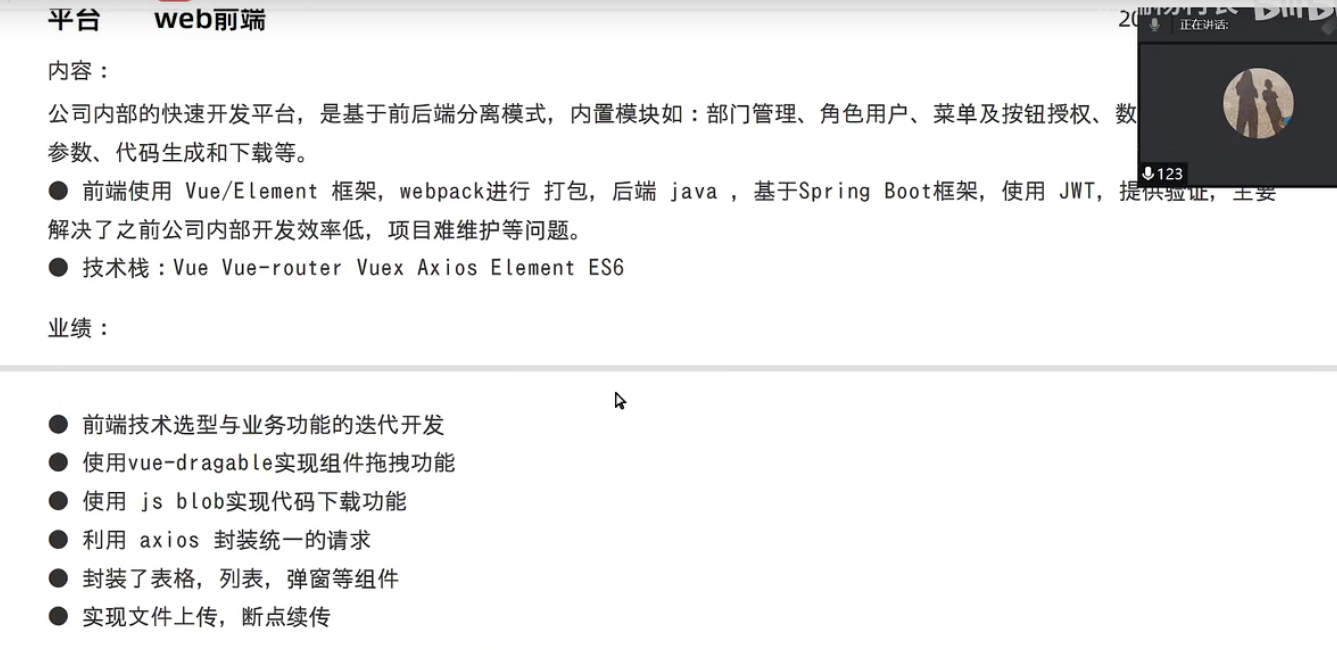 平台 web前端
20
正在讲话:
内容：
公司内部的快速开发平台，是基于前后端分离模式，内置模块如：部门管理、角色用户、菜单及按钮授权、数
参数、代码生成和下载等。
123
● 前端使用 Vue/Element 框架，webpack进行 打包，后端 java ，基于Spring Boot框架，使用 JWT，提供验证，主要
解决了之前公司内部开发效率低，项目难维护等问题。
● 技术栈：Vue Vue-router Vuex Axios Element ES6
业绩：
● 前端技术选型与业务功能的迭代开发
● 使用vue-dragable实现组件拖拽功能
● 使用 js blob实现代码下载功能
● 利用 axios 封装统一的请求
● 封装了表格，列表，弹窗等组件
● 实现文件上传，断点续传